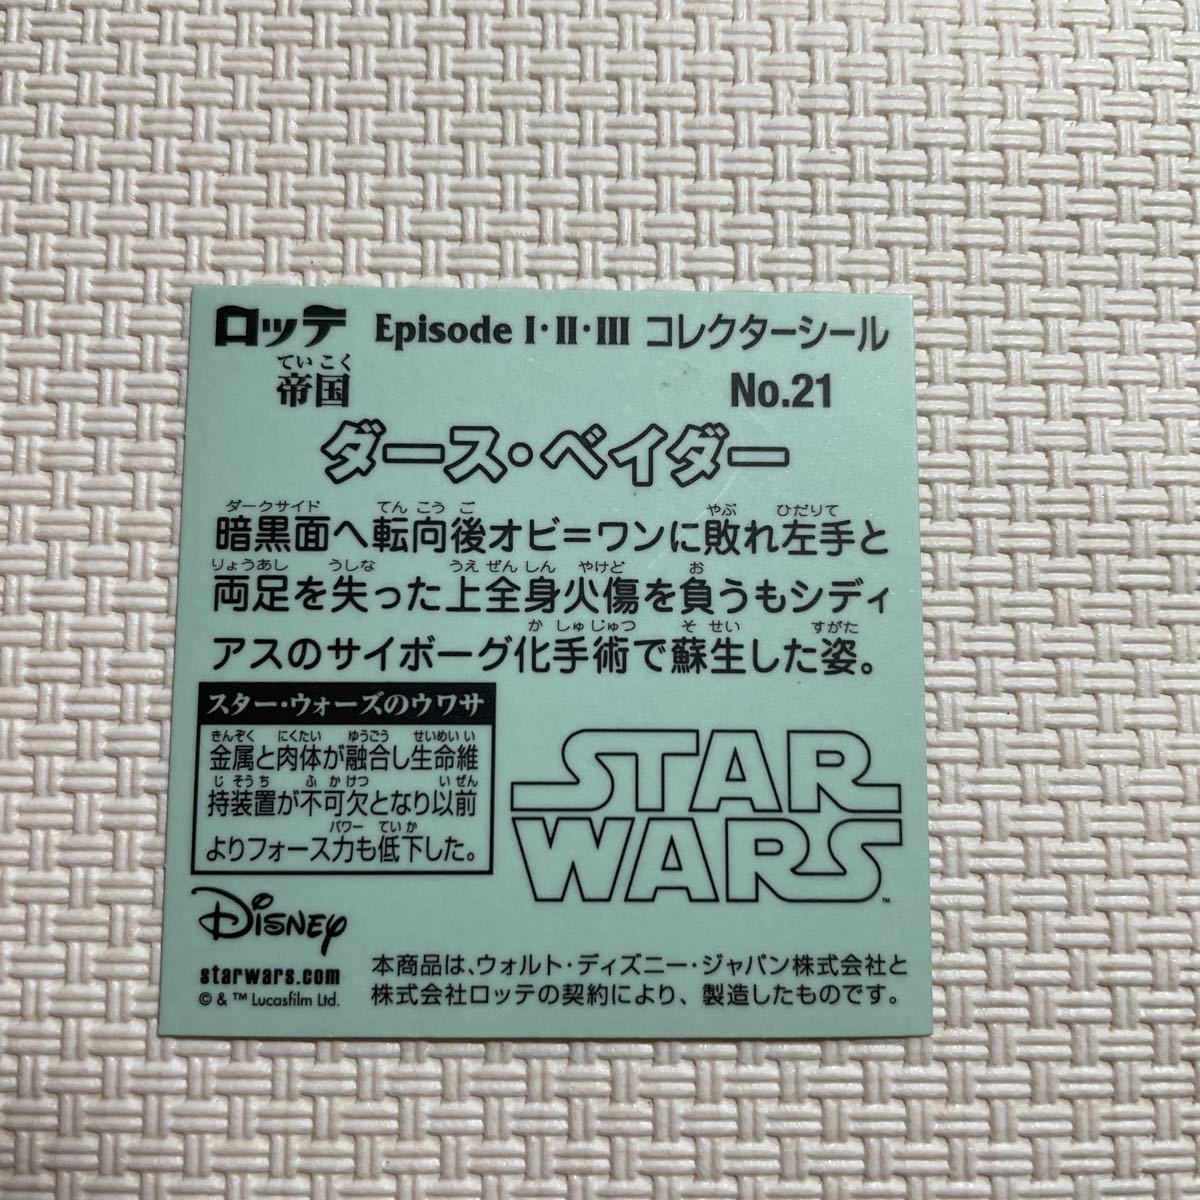 ロッテ Episode I・II・III コレクターシール
ていこく
帝国 No.21
ダース・ベイダー
ダークサイド てんこうご やぶ ひだりて
暗黒面へ転向後オビ=ワンに敗れ左手と
りょうあし うしな うえ ぜんしん やけど お
両足を失った上全身火傷を負うもシディ
か しゅじゅつ そせい すがた
アスのサイボーグ化手術で蘇生した姿。
スター・ウォーズのウワサ
きんぞく にくたい ゆうごう せいめいい
金属と肉体が融合し生命維
じそうち ふかけつ いぜん
持装置が不可欠となり以前
パワー ていか
よりフォース力も低下した。
STAR
WARS™
Disney
starwars.com
© & ™ Lucasfilm Ltd.
本商品は、ウォルト・ディズニー・ジャパン株式会社と
株式会社ロッテの契約により、製造したものです。